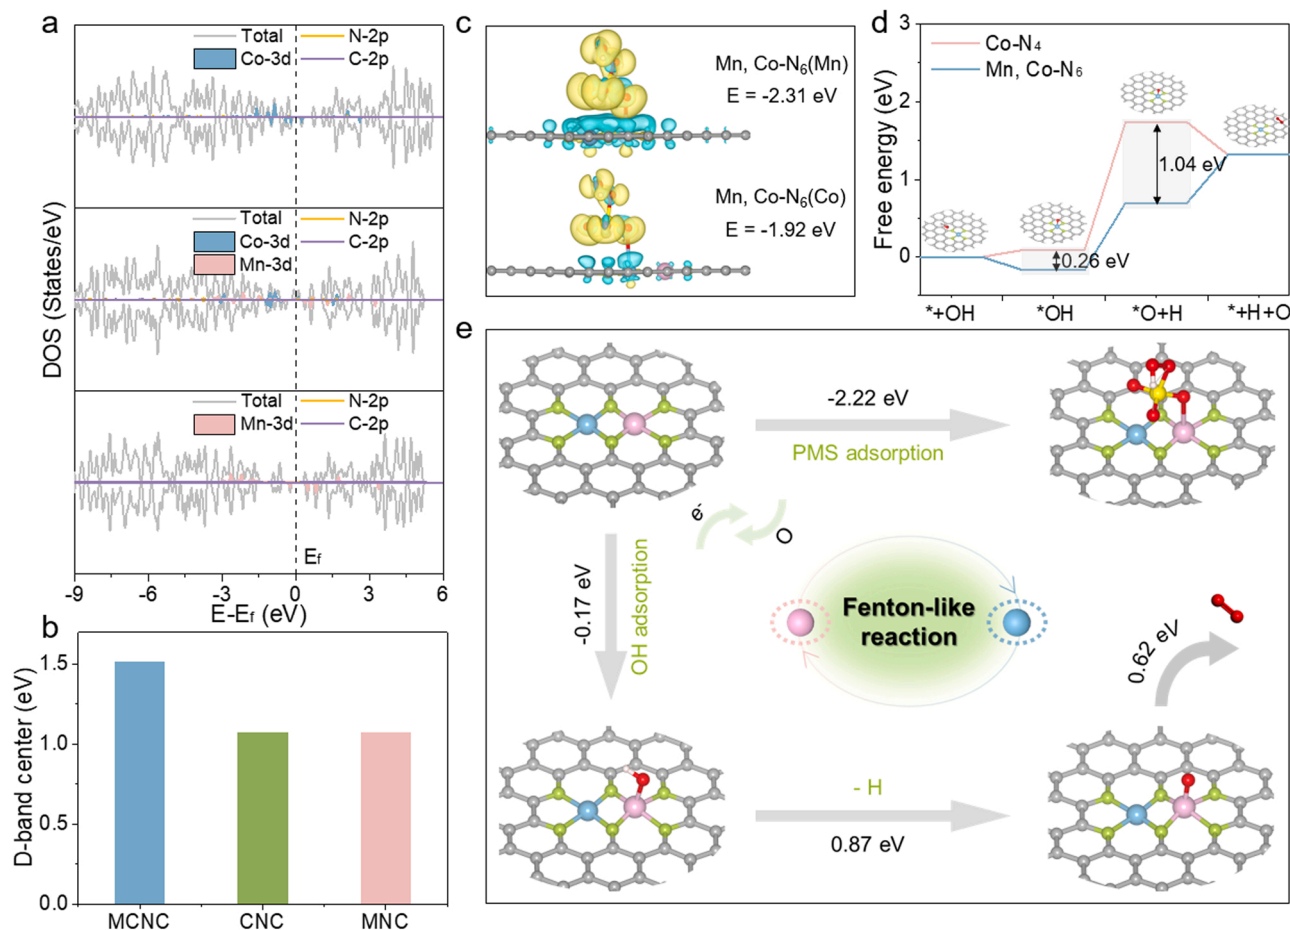 a
Total
N-2p
Co-3d
C-2p
Total
N-2p
Co-3d
C-2p
Mn-3d
Total
N-2p
Mn-3d
C-2p
DOS (States/eV)
Ef
-9 -6 -3 0 3 6
E-Ef (eV)
b
D-band center (eV)
1.5
1.0
0.5
0.0
MCNC CNC MNC
c
Mn, Co-N6(Mn)
E = -2.31 eV
Mn, Co-N6(Co)
E = -1.92 eV
d
Free energy (eV)
3
2
1
0
Co-N4
Mn, Co-N6
1.04 eV
0.26 eV
*+OH *OH *O+H *+H+O
e
-2.22 eV
PMS adsorption
e-
O
-0.17 eV
OH adsorption
Fenton-like
reaction
0.62 eV
- H
0.87 eV